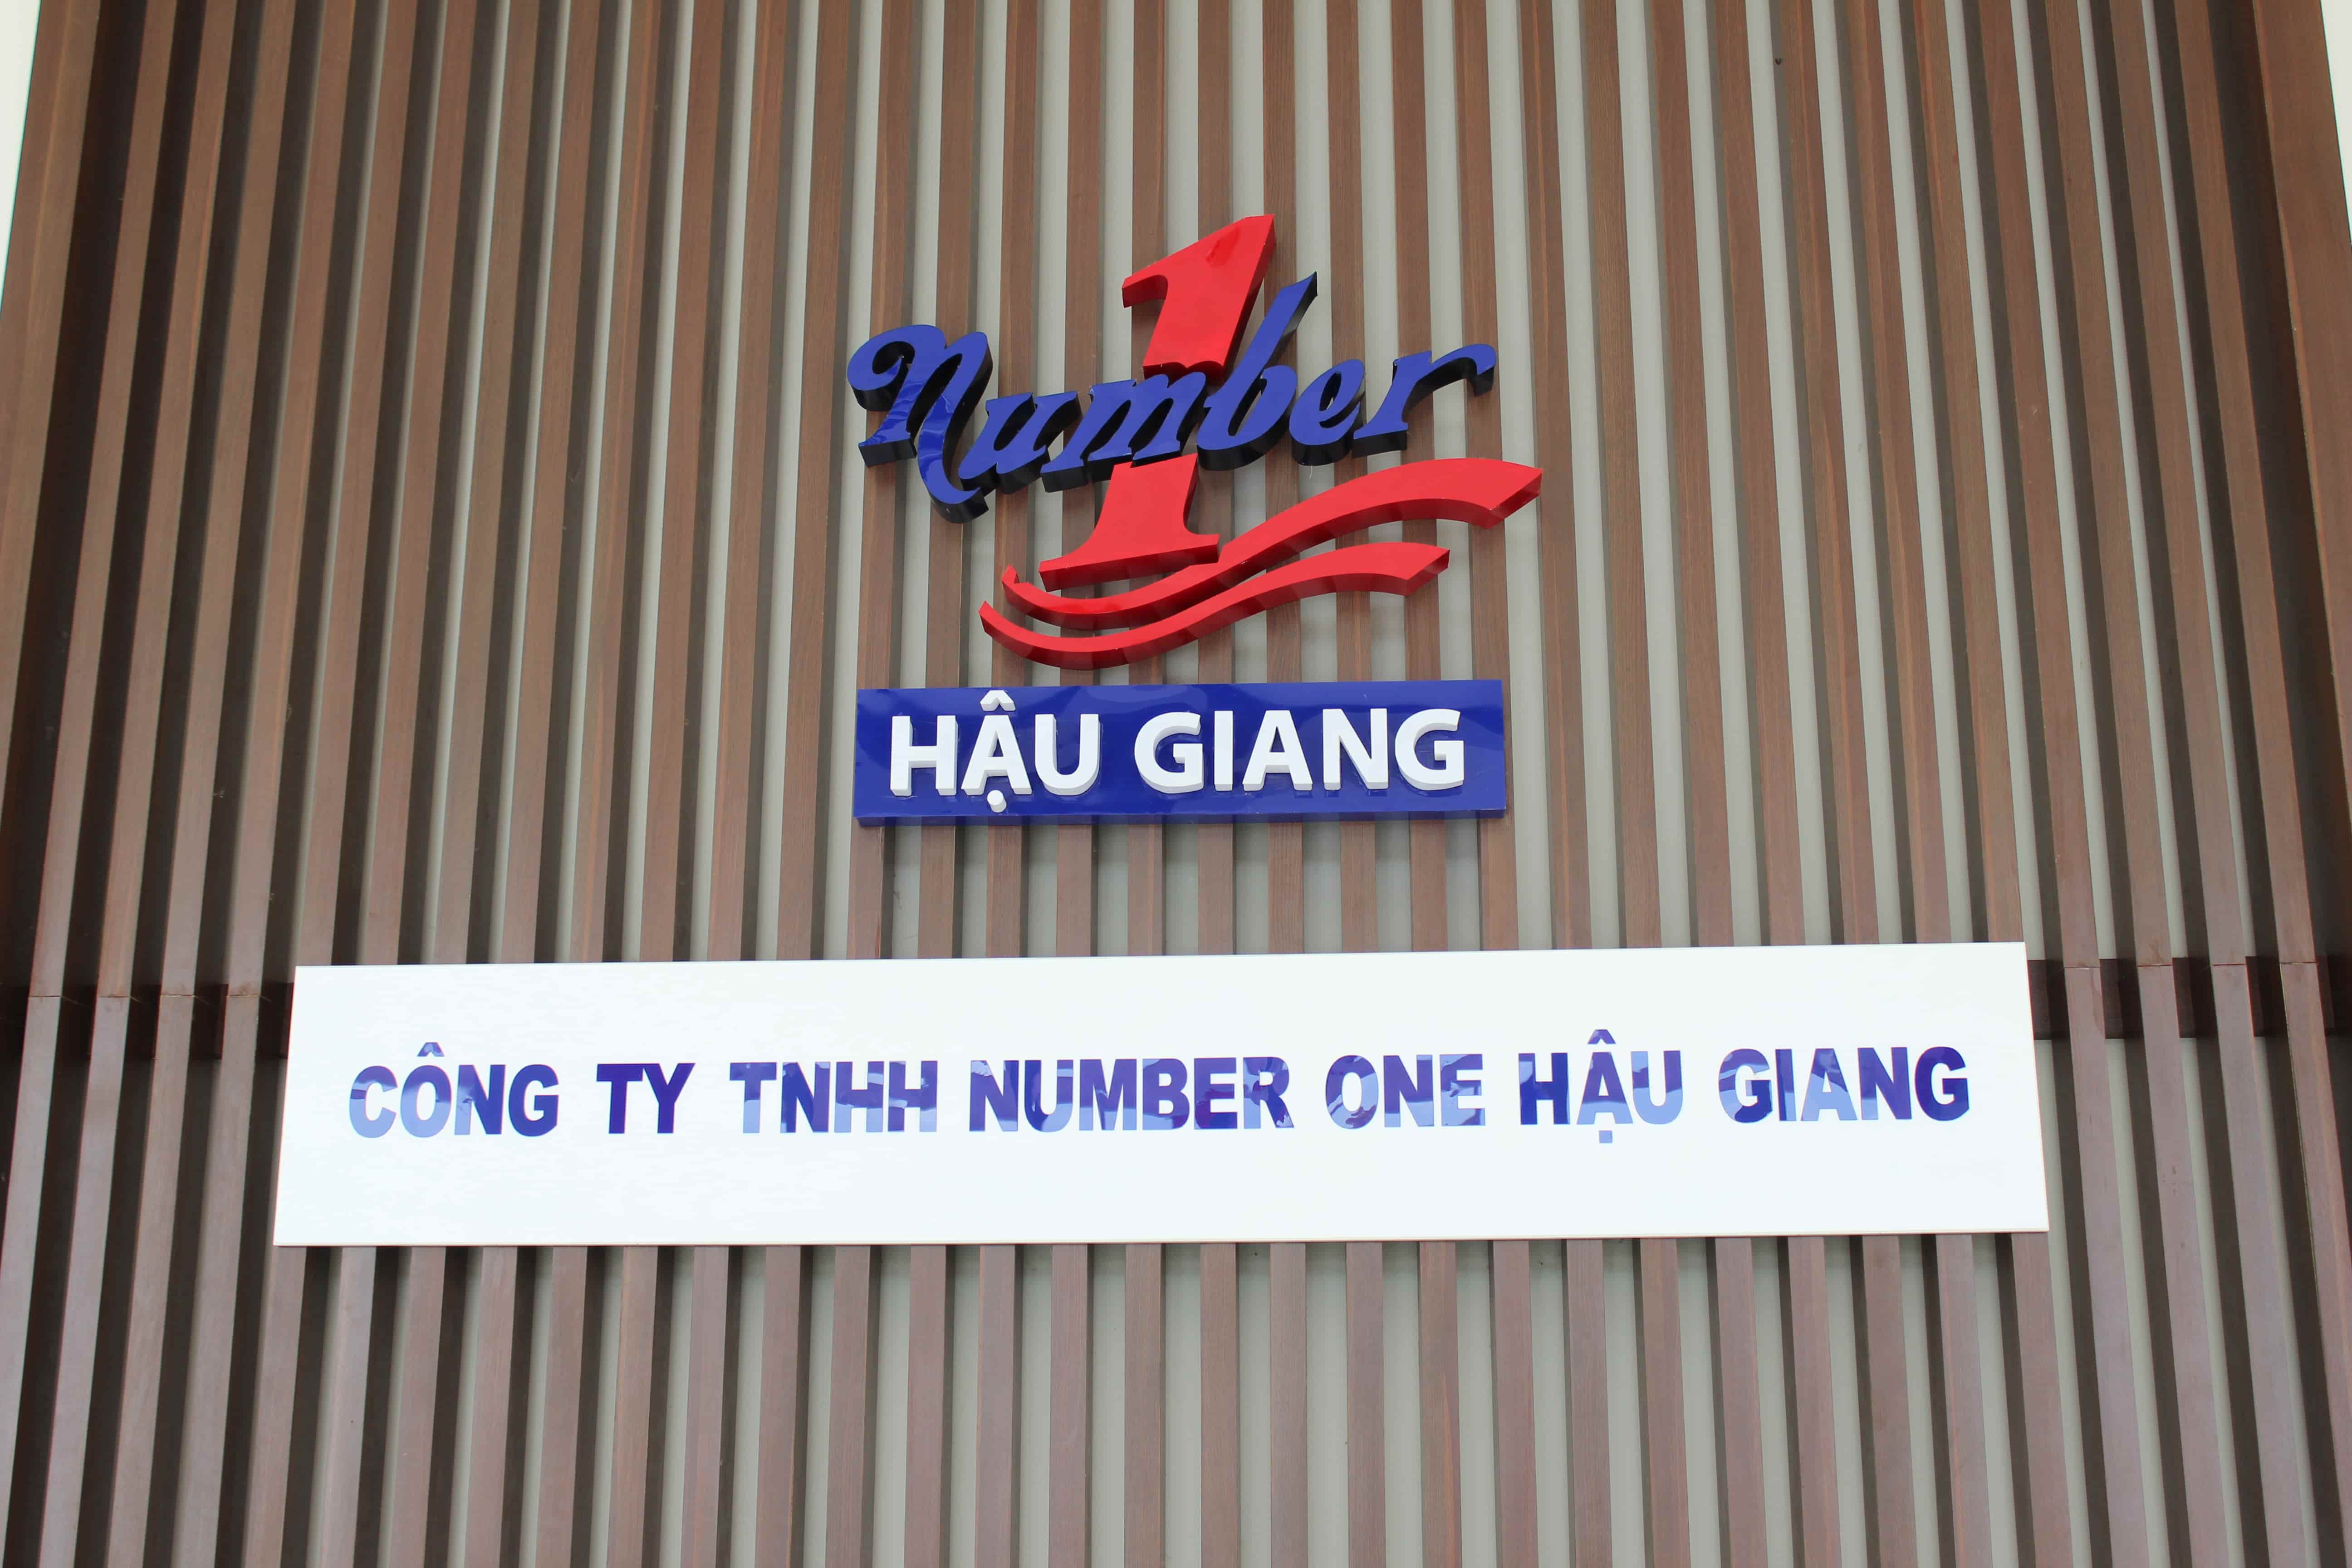 Number 1
HẬU GIANG
CÔNG TY TNHH NUMBER ONE HẬU GIANG